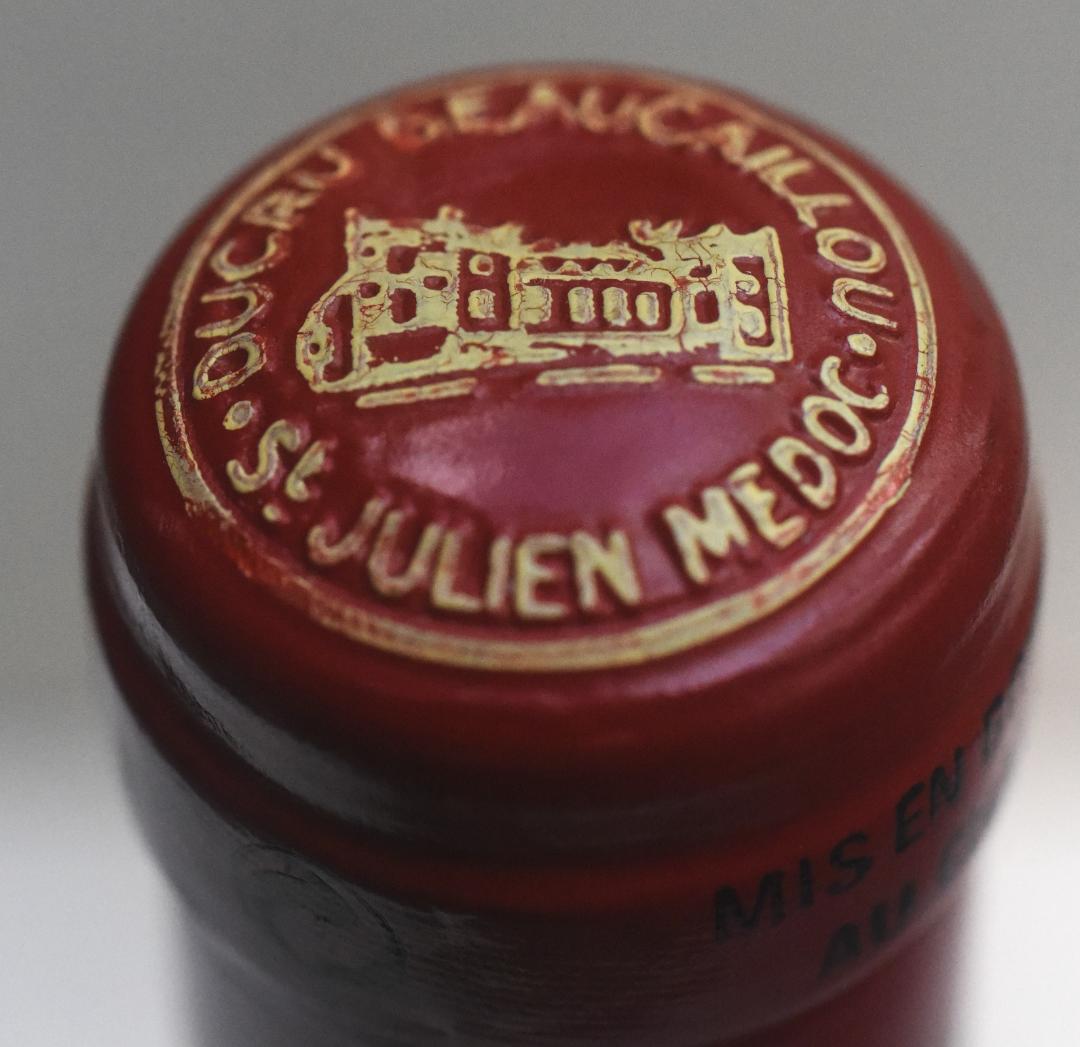 DUCRU BEAUCAILLOU
St. JULIEN MEDOC
MIS EN
AU